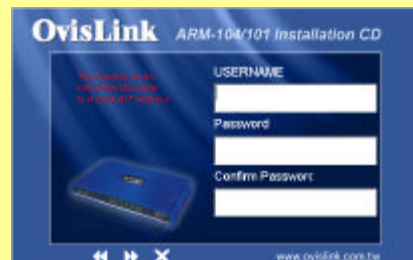 OvisLink ARM-104/101 Installation CD
USERNAME
Password
Confirm Password
www.ovislink.com.tw